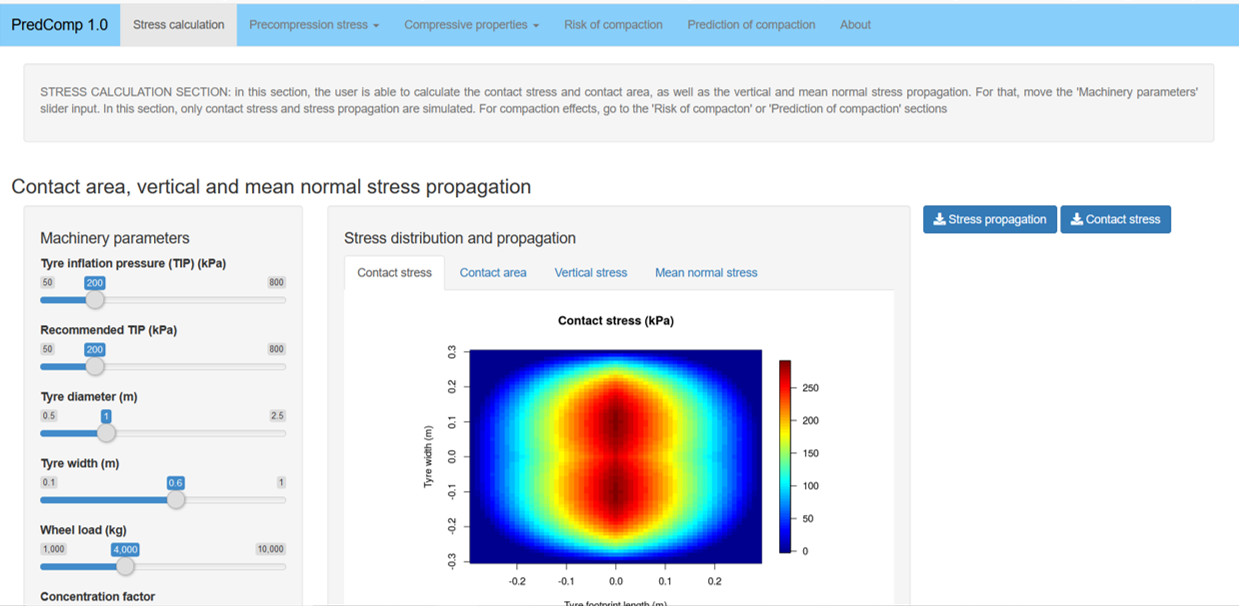 PredComp 1.0 Stress calculation Precompression stress Compressive properties Risk of compaction Prediction of compaction About
STRESS CALCULATION SECTION: in this section, the user is able to calculate the contact stress and contact area, as well as the vertical and mean normal stress propagation. For that, move the 'Machinery parameters'
slider input. In this section, only contact stress and stress propagation are simulated. For compaction effects, go to the 'Risk of compacton' or 'Prediction of compaction' sections
Contact area, vertical and mean normal stress propagation
Machinery parameters
Tyre inflation pressure (TIP) (kPa)
50 200 800
Recommended TIP (kPa)
50 200 800
Tyre diameter (m)
0.5 1 2.5
Tyre width (m)
0.1 0.6 1
Wheel load (kg)
1,000 4,000 10,000
Concentration factor
Stress distribution and propagation
Contact stress Contact area Vertical stress Mean normal stress
Contact stress (kPa)
Tyre width (m)
0.3
0.2
0.1
0.0
-0.1
-0.2
-0.3
-0.2 -0.1 0.0 0.1 0.2
Tyre footprint length (m)
250
200
150
100
50
0
Stress propagation Contact stress